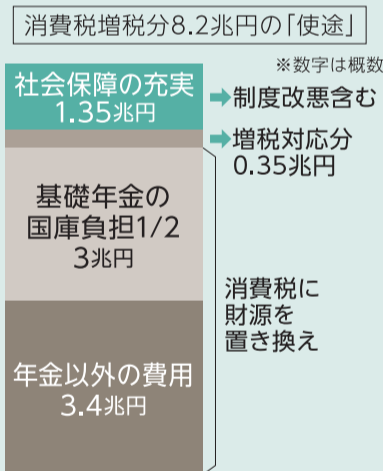 消費税増税分8.2兆円の「使途」
※数字は概数
社会保障の充実
1.35兆円
➡制度改悪含む
➡増税対応分
0.35兆円
基礎年金の
国庫負担1/2
3兆円
消費税に
財源を
置き換え
年金以外の費用
3.4兆円